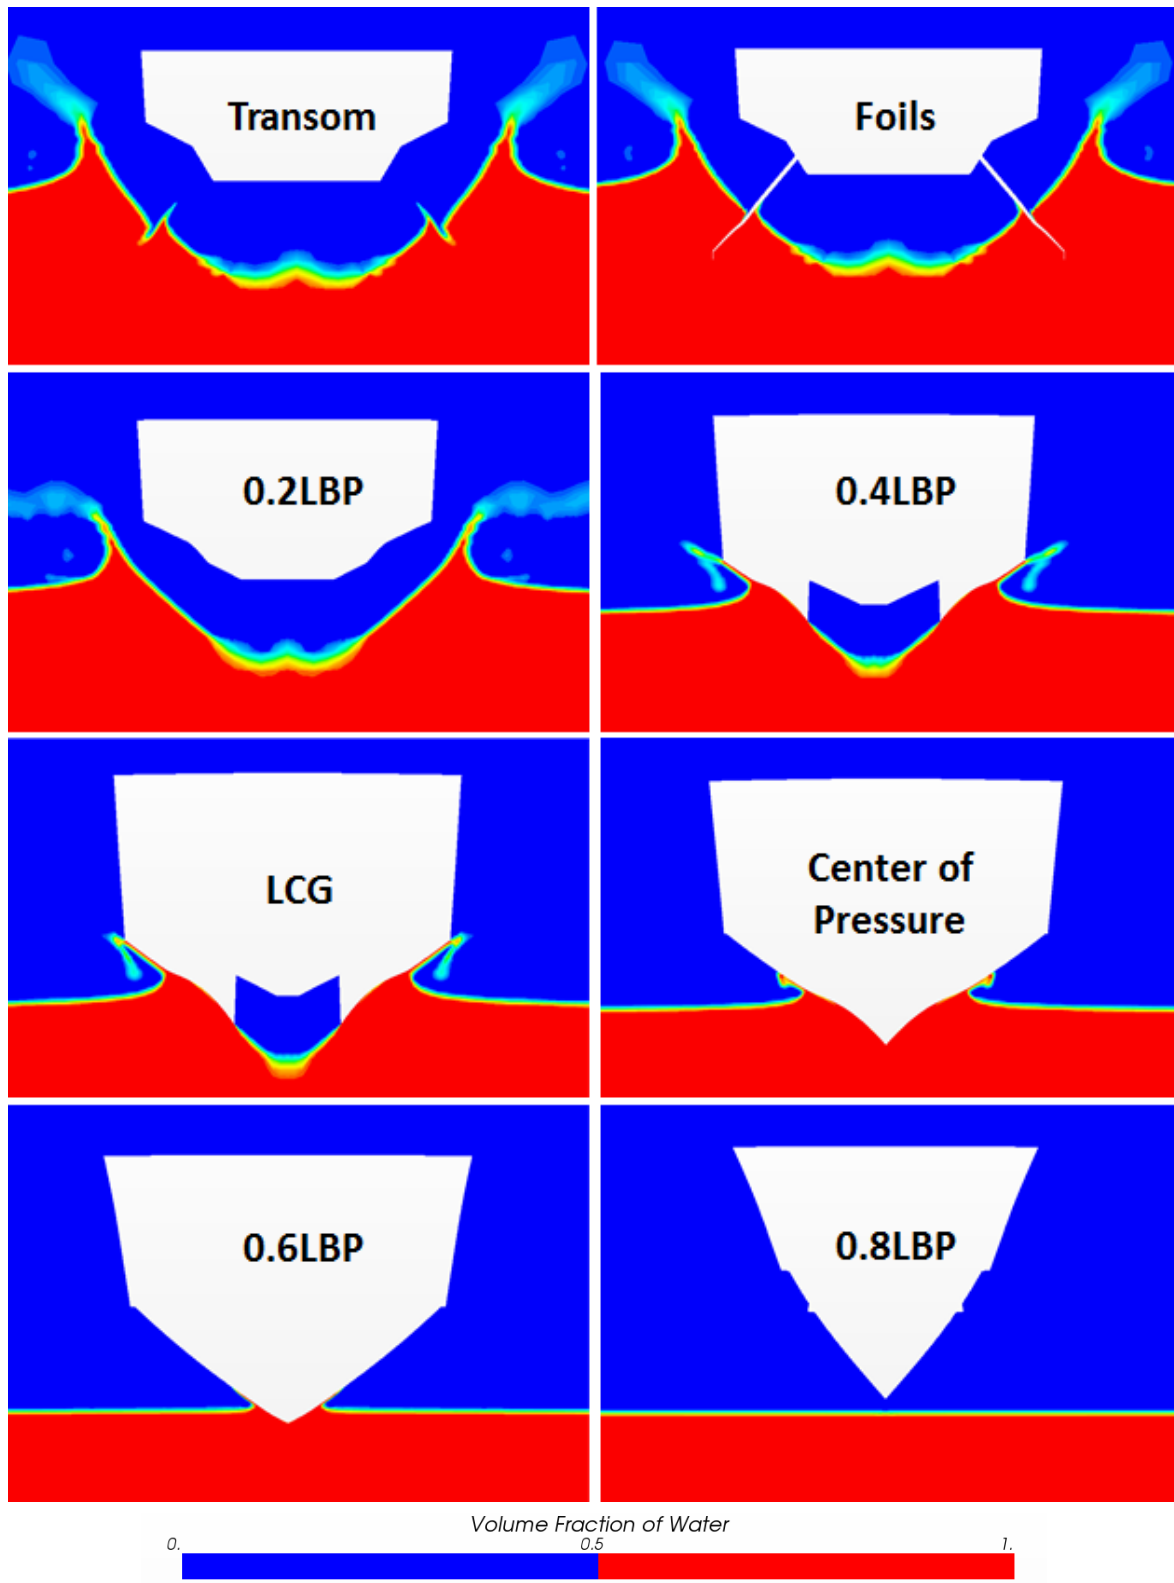 Transom
Foils
0.2LBP
0.4LBP
LCG
Center of
Pressure
0.6LBP
0.8LBP
Volume Fraction of Water
0. 0.5 1.